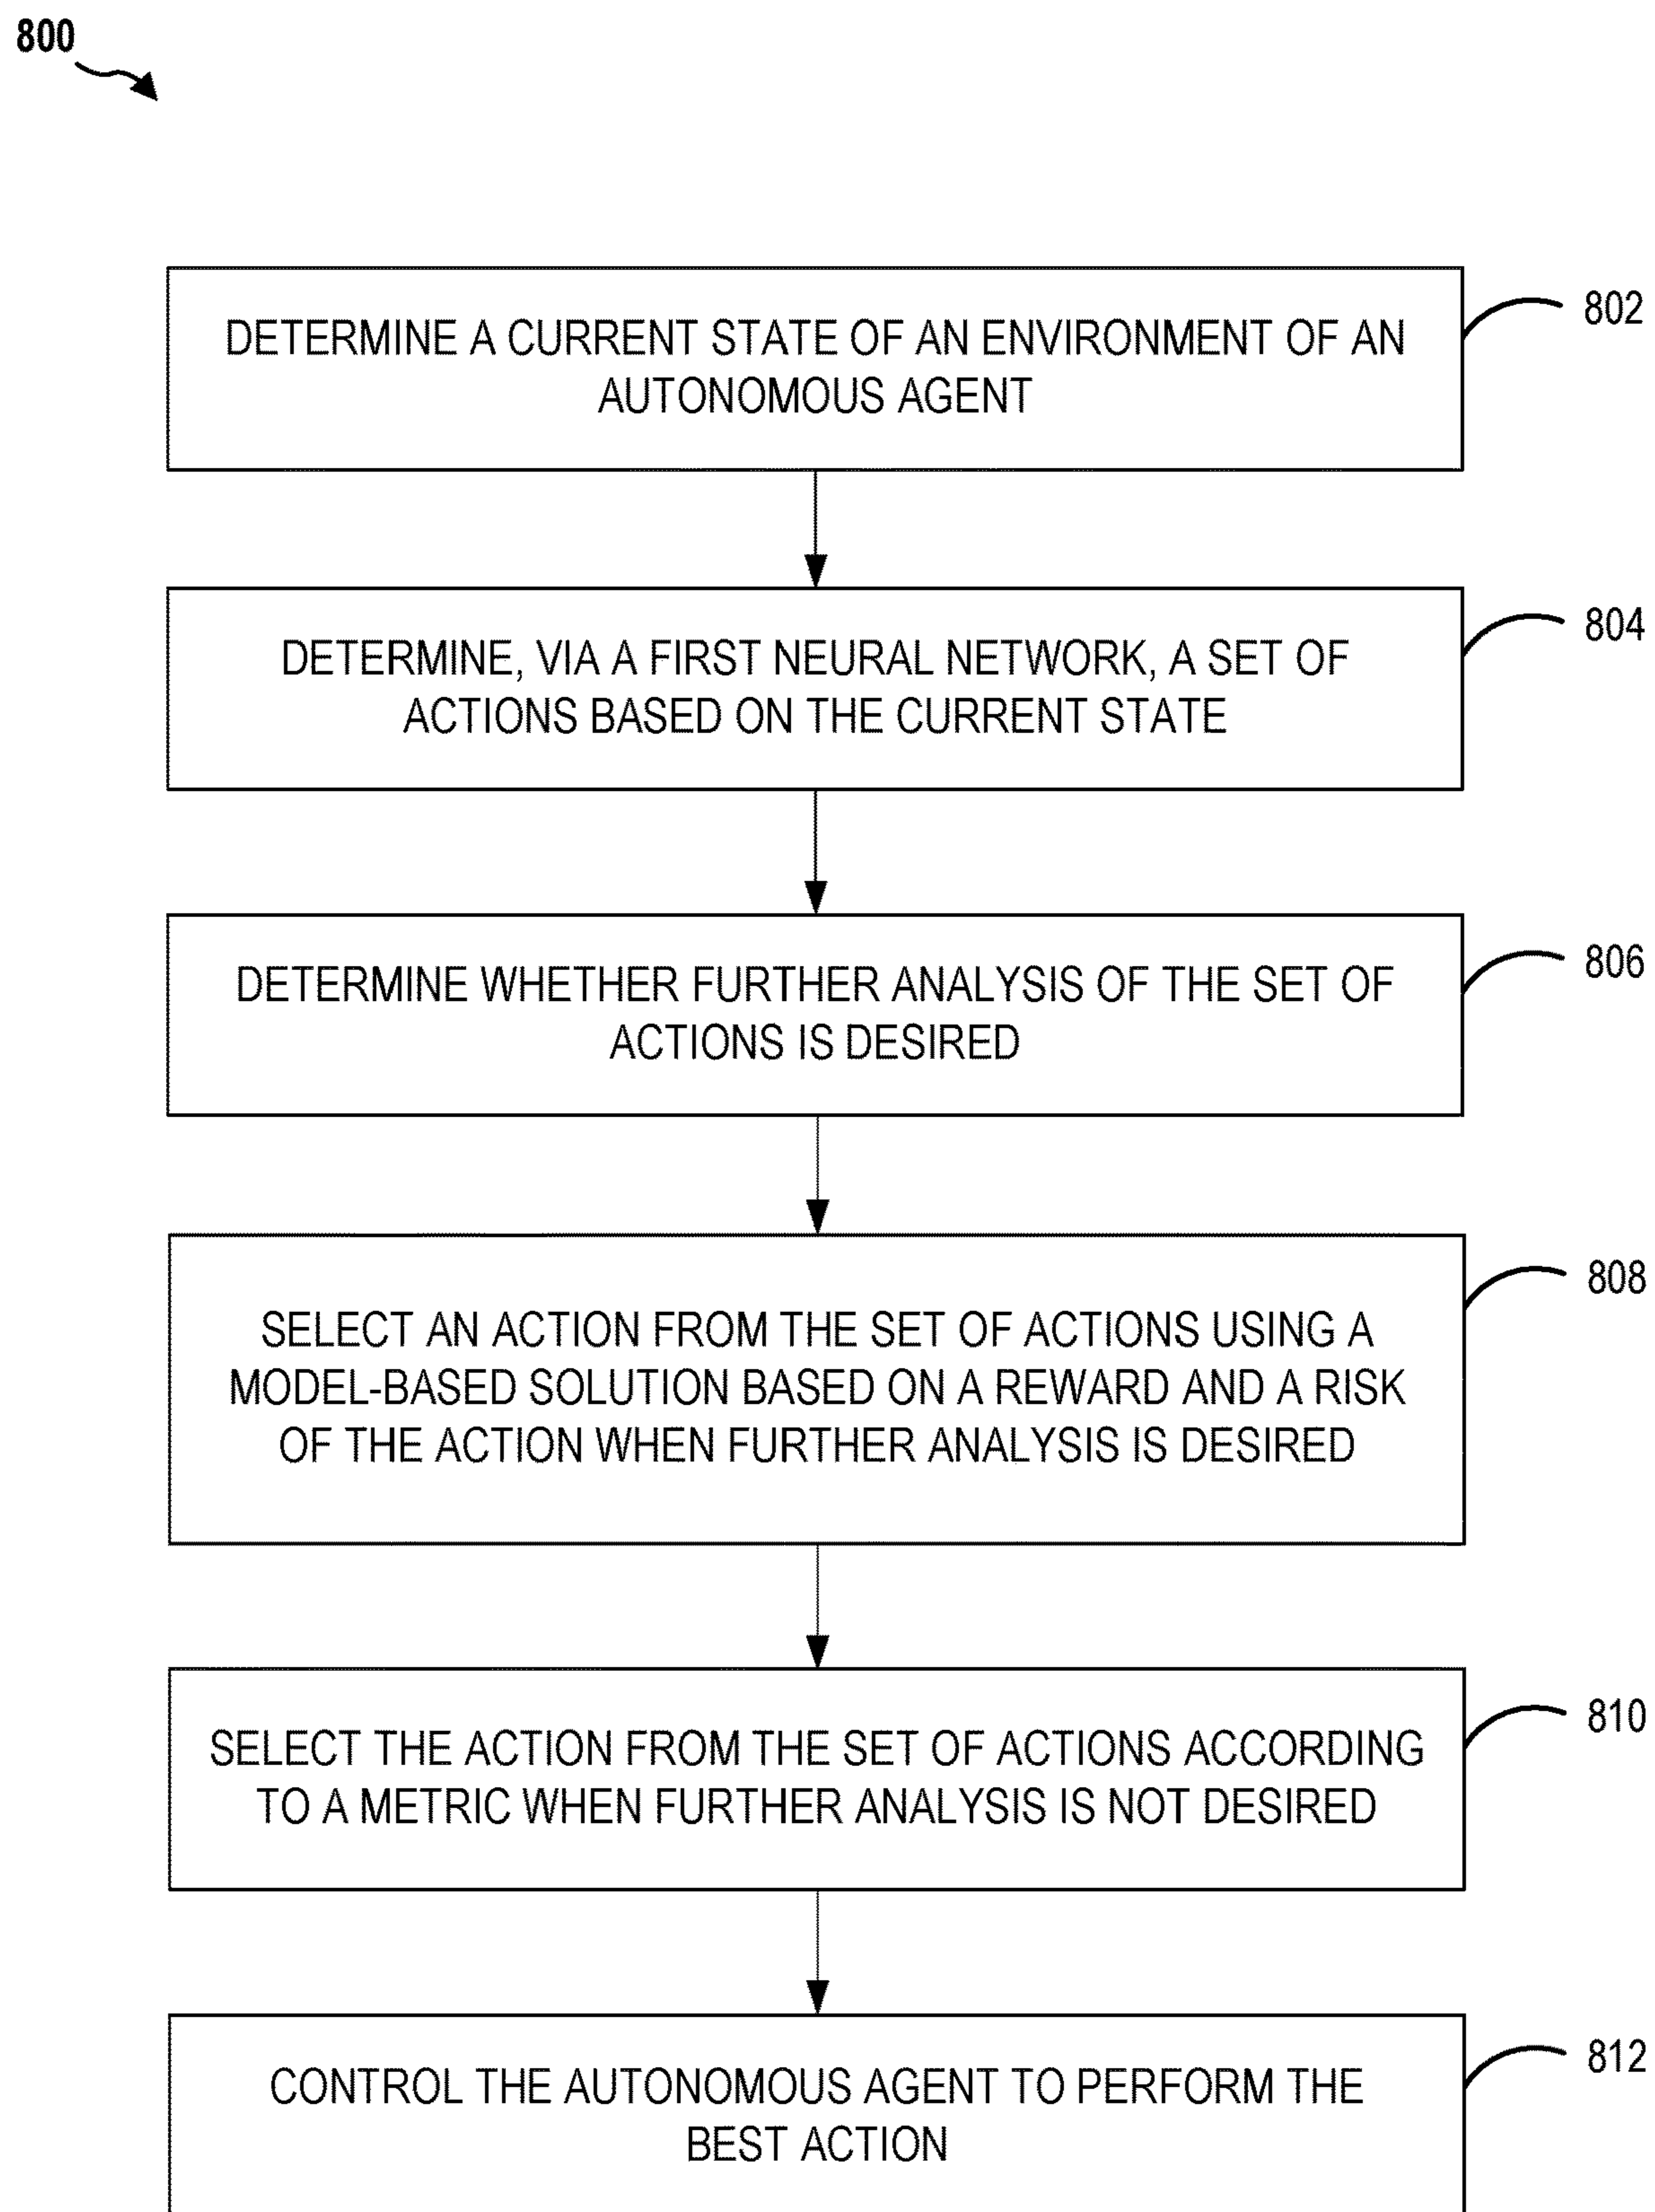 800
DETERMINE A CURRENT STATE OF AN ENVIRONMENT OF AN
AUTONOMOUS AGENT
802
DETERMINE, VIA A FIRST NEURAL NETWORK, A SET OF
ACTIONS BASED ON THE CURRENT STATE
804
DETERMINE WHETHER FURTHER ANALYSIS OF THE SET OF
ACTIONS IS DESIRED
806
SELECT AN ACTION FROM THE SET OF ACTIONS USING A
MODEL-BASED SOLUTION BASED ON A REWARD AND A RISK
OF THE ACTION WHEN FURTHER ANALYSIS IS DESIRED
808
SELECT THE ACTION FROM THE SET OF ACTIONS ACCORDING
TO A METRIC WHEN FURTHER ANALYSIS IS NOT DESIRED
810
CONTROL THE AUTONOMOUS AGENT TO PERFORM THE
BEST ACTION
812